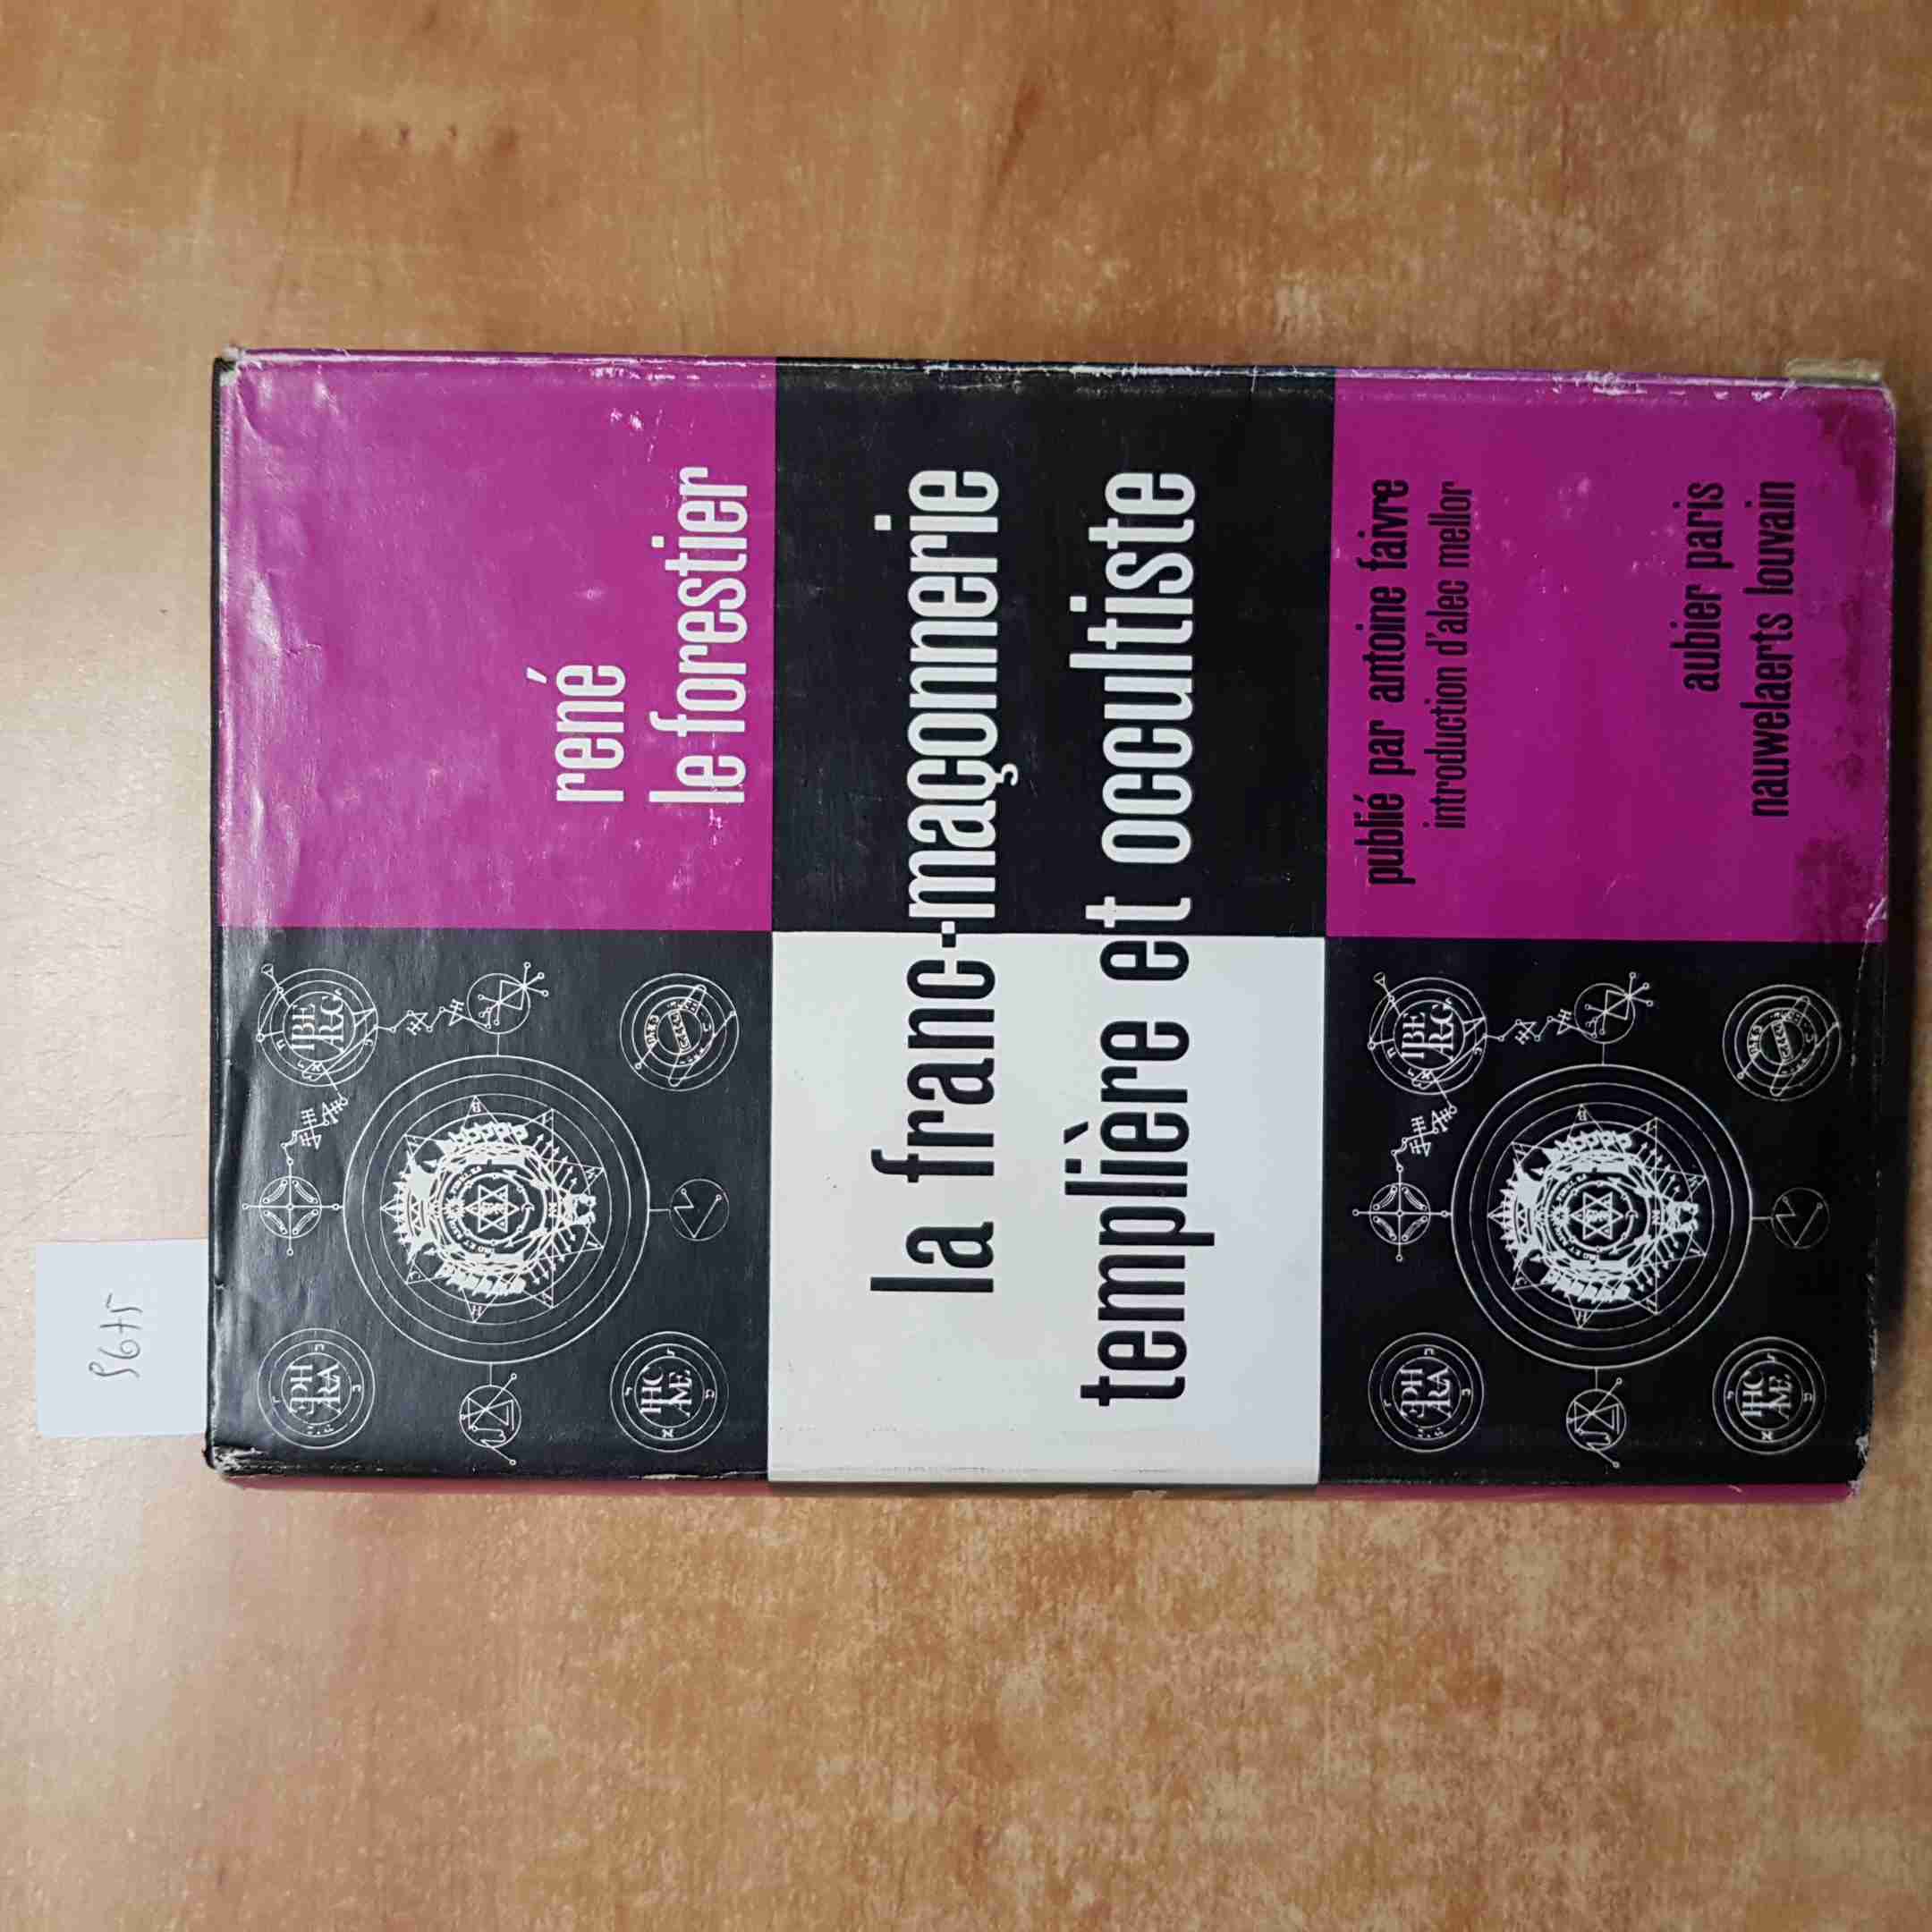 rené
le forestier
la franc-maçonnerie
templière et occultiste
publié par antoine faivre
introduction d'alec mellor
aubier paris
nauwelaerts louvain